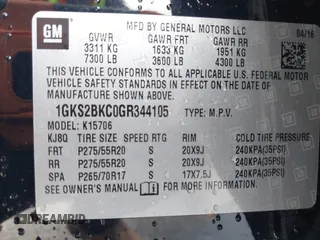 GM
MFD BY GENERAL MOTORS LLC
04/16
GVWR GAWR FRT GAWR RR
3311 KG 1633 KG 1951 KG
7300 LB 3600 LB 4300 LB
THIS VEHICLE CONFORMS TO ALL APPLICABLE U.S. FEDERAL
MOTOR VEHICLE SAFETY
STANDARDS IN EFFECT ON THE DATE OF MANUFACTURE SHOWN ABOVE.
1GKS2BKC0GR344105 TYPE: M.P.V.
MODEL: K15706
KJ8Q TIRE SIZE SPEED RTG RIM COLD TIRE PRESSURE
FRT P275/55R20 S 20X9J 240KPA(35PSI)
RR P275/55R20 S 20X9J 240KPA(35PSI)
SPA P265/70R17 S 17X7.5J 240KPA(35PSI)
SEE OWNER'S MANUAL FOR ADDITIONAL INFORMATION.
DREAMBID